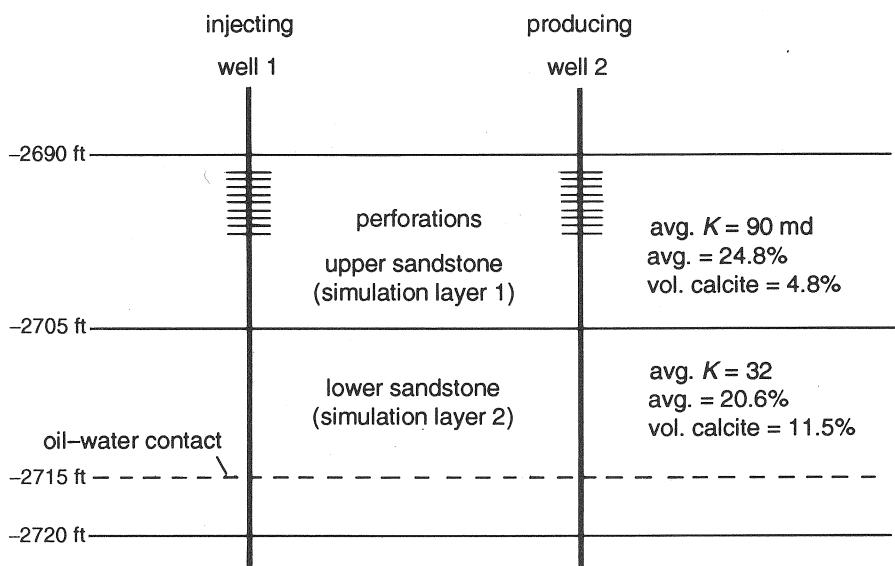 injecting
producing
well 1
well 2
–2690 ft
perforations
upper sandstone
(simulation layer 1)
avg. K = 90 md
avg. = 24.8%
vol. calcite = 4.8%
–2705 ft
lower sandstone
(simulation layer 2)
avg. K = 32
avg. = 20.6%
vol. calcite = 11.5%
oil–water contact
–2715 ft
–2720 ft